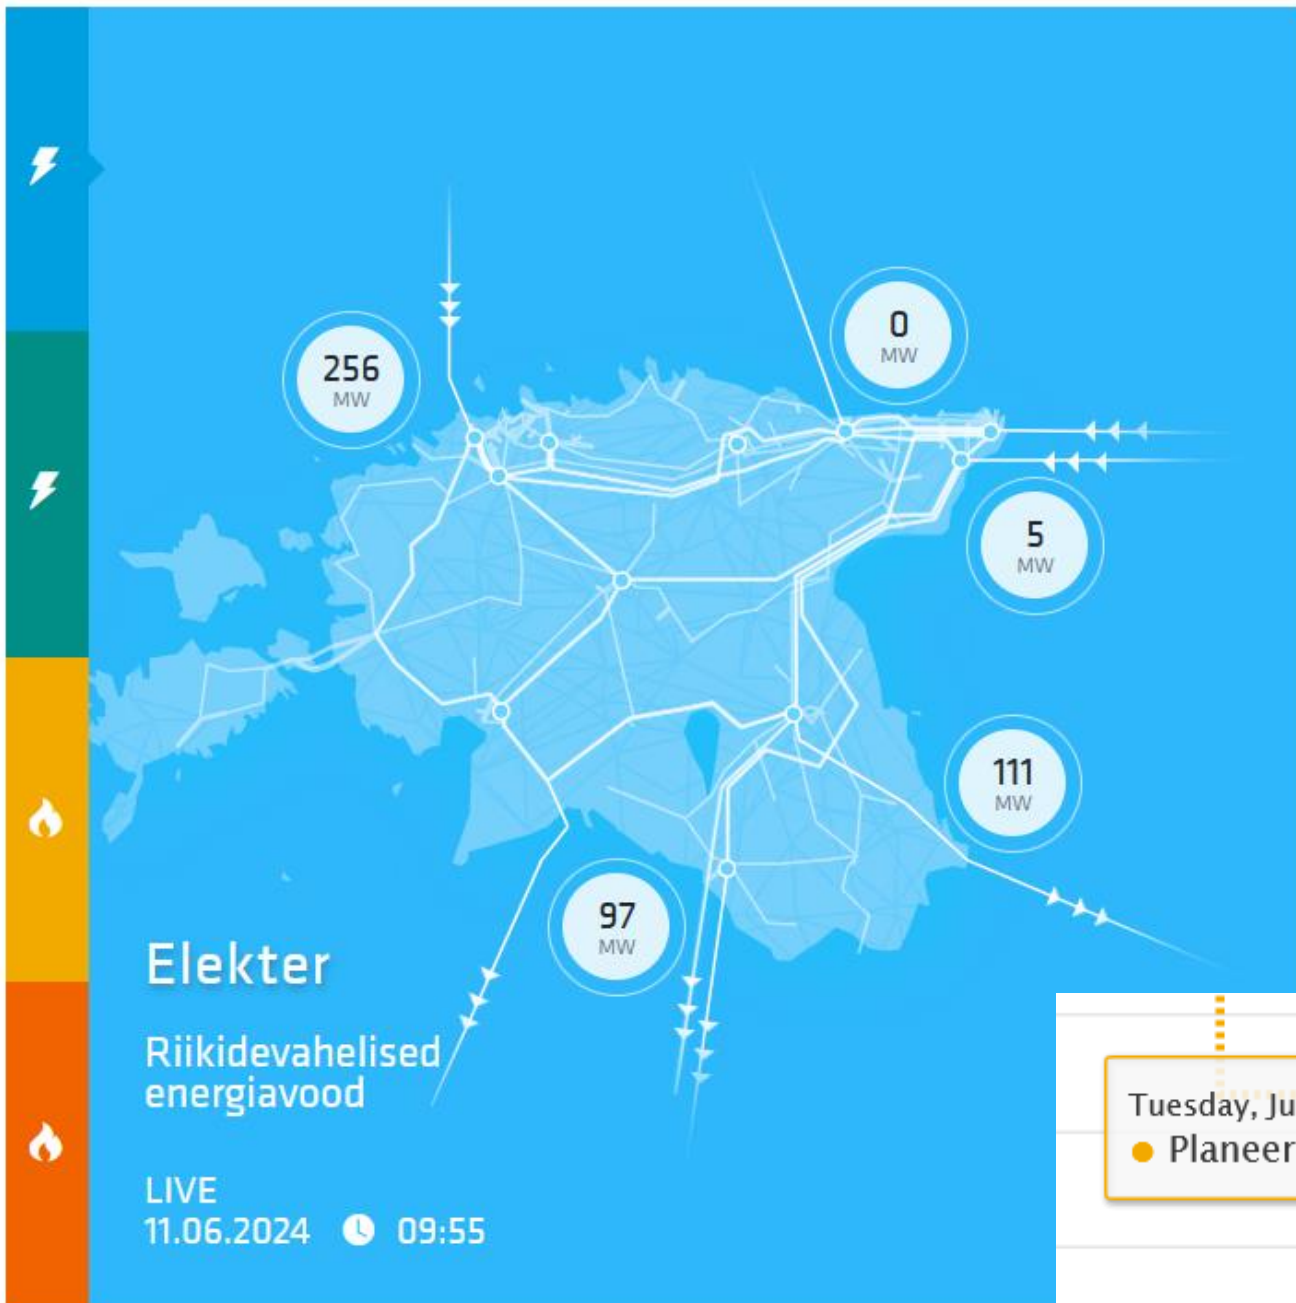 256
MW
0
MW
5
MW
111
MW
97
MW
Elekter
Riikidevahelised
energiavood
LIVE
11.06.2024 09:55
Tuesday, Ju
Planeer